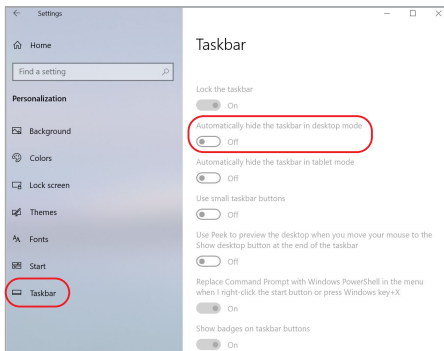 Settings
Home
Find a setting
Personalization
Background
Colors
Lock screen
Themes
Fonts
Start
Taskbar
Taskbar
Lock the taskbar
On
Automatically hide the taskbar in desktop mode
Off
Automatically hide the taskbar in tablet mode
Off
Use small taskbar buttons
Off
Use Peek to preview the desktop when you move your mouse to the
Show desktop button at the end of the taskbar
Off
Replace Command Prompt with Windows PowerShell in the menu
when I right-click the start button or press Windows key+X
On
Show badges on taskbar buttons
On